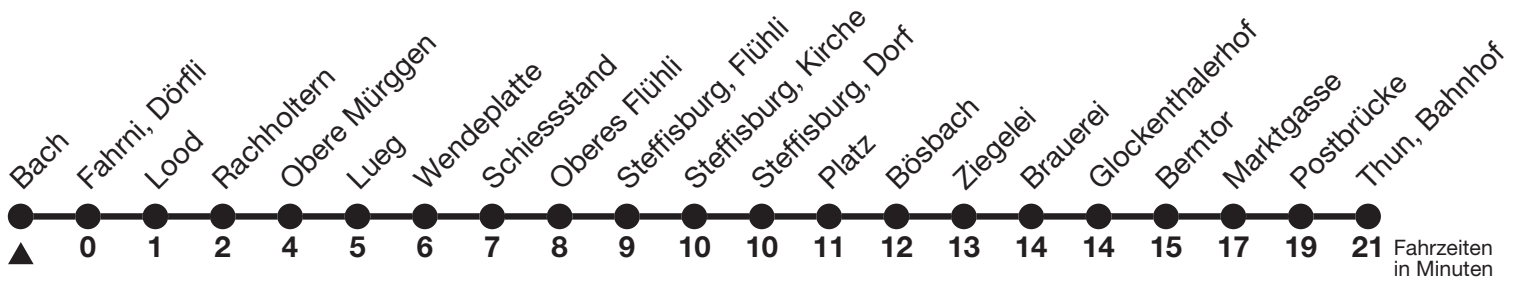 Bach
Fahrni, Dörfli
Lood
Rachholtern
Obere Mürggen
Lueg
Wendeplatte
Schiessstand
Oberes Flühli
Steffisburg, Flühli
Steffisburg, Kirche
Steffisburg, Dorf
Platz
Bösbach
Ziegelei
Brauerei
Glockenthalerhof
Berntor
Marktgasse
Postbrücke
Thun, Bahnhof
0 1 2 4 5 6 7 8 9 10 10 11 12 13 14 14 15 17 19 21 Fahrzeiten
in Minuten